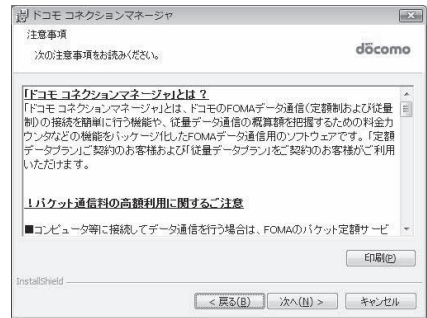 ドコモ コネクションマネージャ
注意事項
次の注意事項をお読みください。
döcomo
「ドコモ コネクションマネージャ」とは ?
「ドコモ コネクションマネージャ」とは、ドコモのFOMAデータ通信(定額制および従量
制)の接続を簡単に行う機能や、従量データ通信の概算額を把握するための料金カ
ウンタなどの機能をパッケージ化したFOMAデータ通信用のソフトウェアです。「定額
データプラン」ご契約のお客様および「従量データプラン」をご契約のお客様がご利用
いただけます。
！パケット通信料の高額利用に関するご注意
■コンピュータ等に接続してデータ通信を行う場合は、FOMAのパケット定額サービ
印刷(P)
InstallShield
< 戻る(B)
次へ(N) >
キャンセル